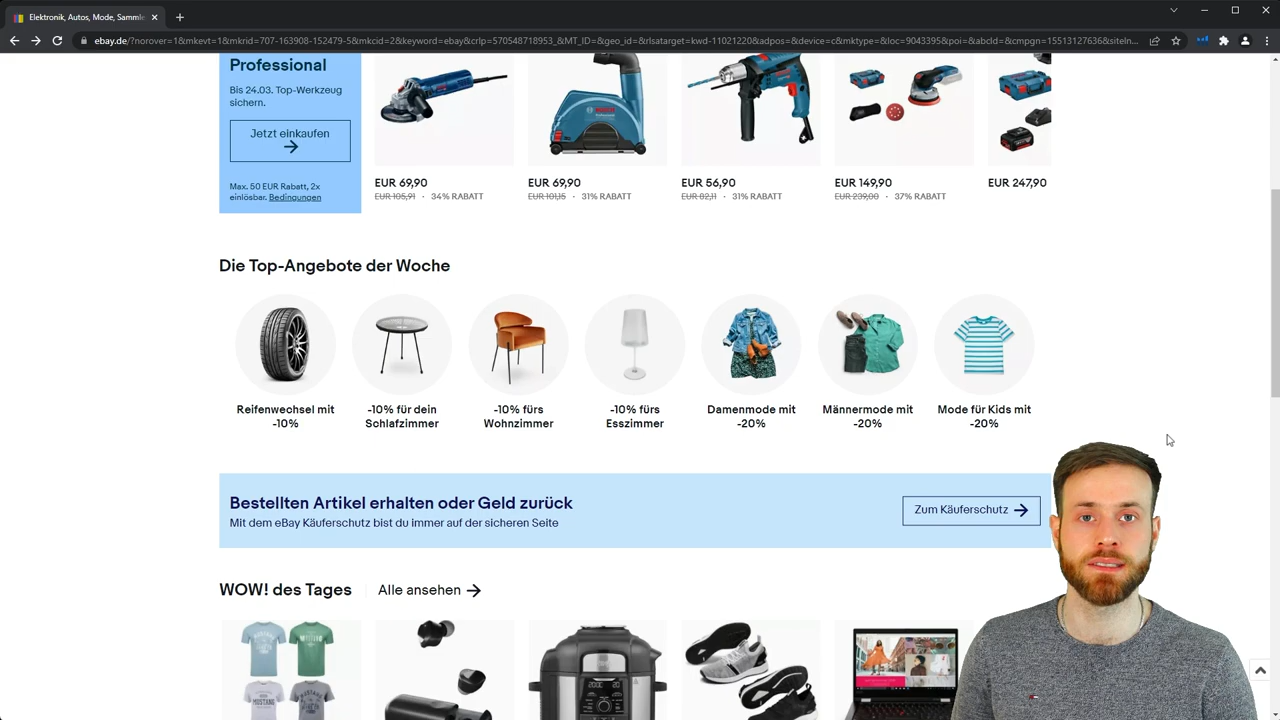 Elektronik, Autos, Mode, Sammle
ebay.de/?norover=1&mkevt=1&mkrid=707-163908-152479-5&mkcid=2&keyword=ebay&crlp=570548718953_&MT_ID=&geo_id=&rlsatarget=kwd-11021220&adpos=&device=c&mktype=&loc=9043395&poi=&abcId=&cmpgn=15513127636&siteln...
Professional
Bis 24.03. Top-Werkzeug
sichern.
Jetzt einkaufen
Max. 50 EUR Rabatt, 2x
einlösbar. Bedingungen
EUR 69,90
EUR 105,91 · 34% RABATT
EUR 69,90
EUR 101,15 · 31% RABATT
EUR 56,90
EUR 82,11 · 31% RABATT
EUR 149,90
EUR 239,00 · 37% RABATT
EUR 247,90
Die Top-Angebote der Woche
Reifenwechsel mit
-10%
-10% für dein
Schlafzimmer
-10% fürs
Wohnzimmer
-10% fürs
Esszimmer
Damenmode mit
-20%
Männermode mit
-20%
Mode für Kids mit
-20%
Bestellten Artikel erhalten oder Geld zurück
Mit dem eBay Käuferschutz bist du immer auf der sicheren Seite
Zum Käuferschutz
WOW! des Tages
Alle ansehen